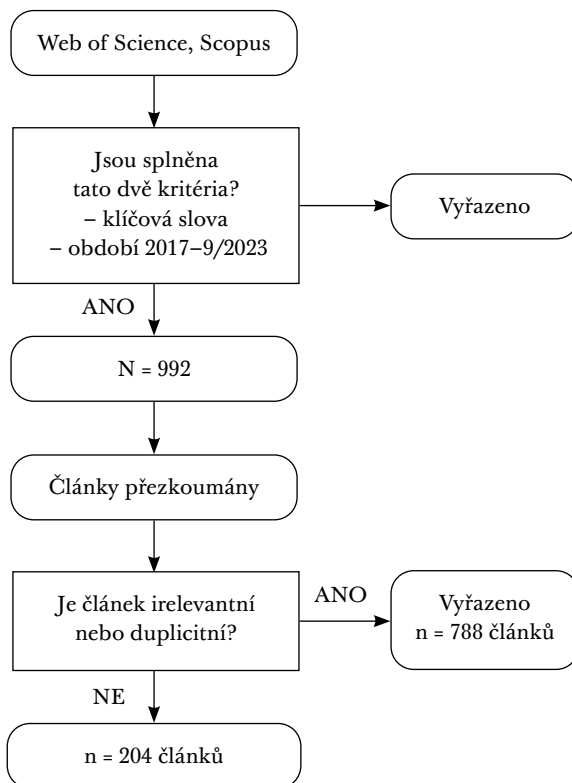 Web of Science, Scopus
Jsou splněna
tato dvě kritéria?
– klíčová slova
– období 2017–9/2023
Vyřazeno
ANO
N = 992
Články přezkoumány
Je článek irelevantní
nebo duplicitní?
ANO
Vyřazeno
n = 788 článků
NE
n = 204 článků